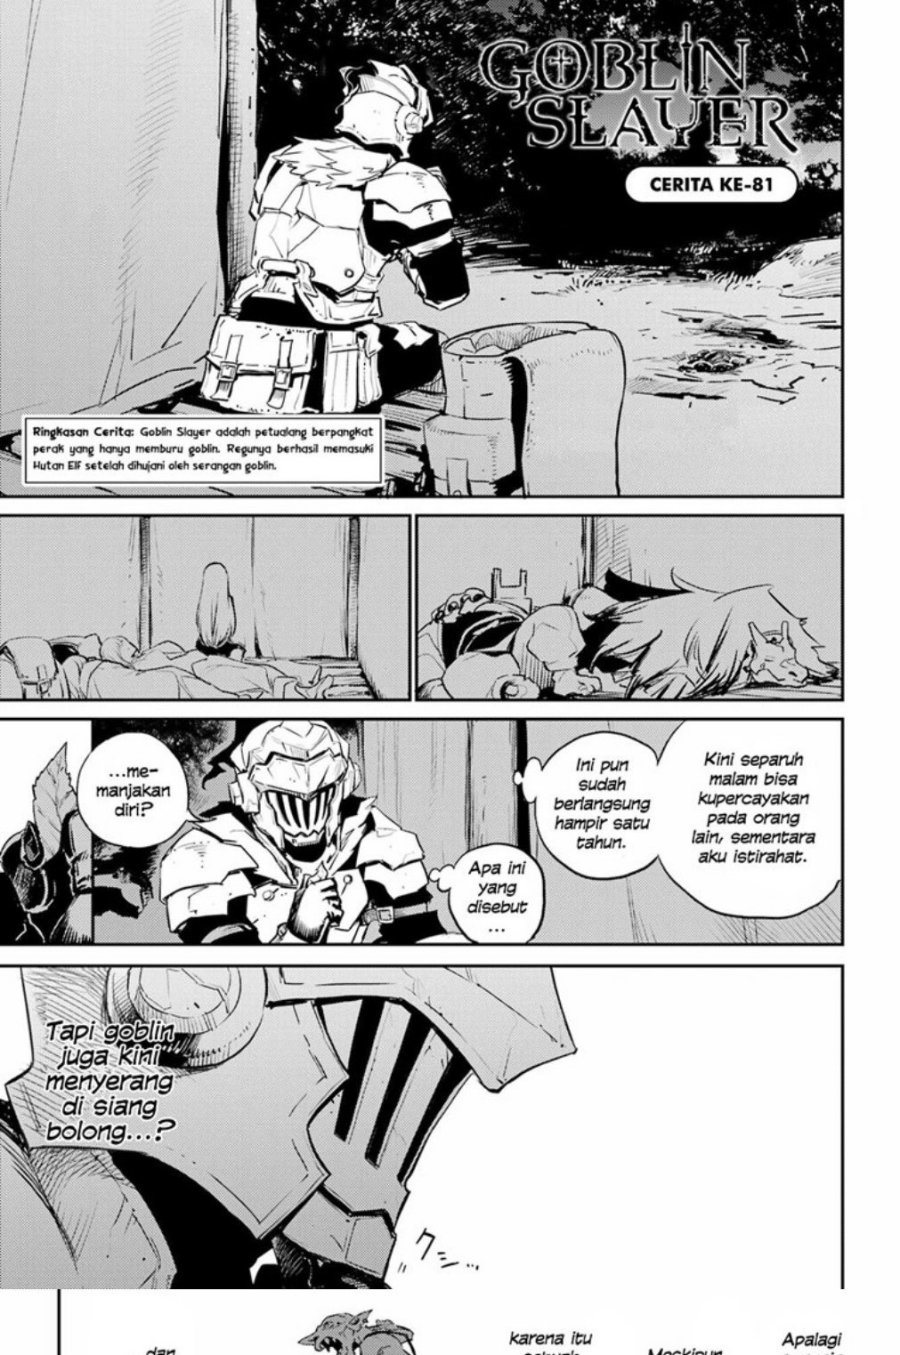 GOBLIN
SLAYER
CERITA KE-81
Ringkasan Cerita: Goblin Slayer adalah petualang berpangkat
perak yang hanya memburu goblin. Regunya berhasil memasuki
Hutan Elf setelah dihujani oleh serangan goblin.
Kini separuh
malam bisa
kupercayakan
pada orang
lain, sementara
aku istirahat.
Ini pun
sudah
berlangsung
hampir satu
tahun.
Apa ini
yang
disebut
...
...me-
manjakan
diri?
Tapi goblin
juga kini
menyerang
di siang
bolong...?
クシ...
Apalagi
Meskipun
karena itu
dan